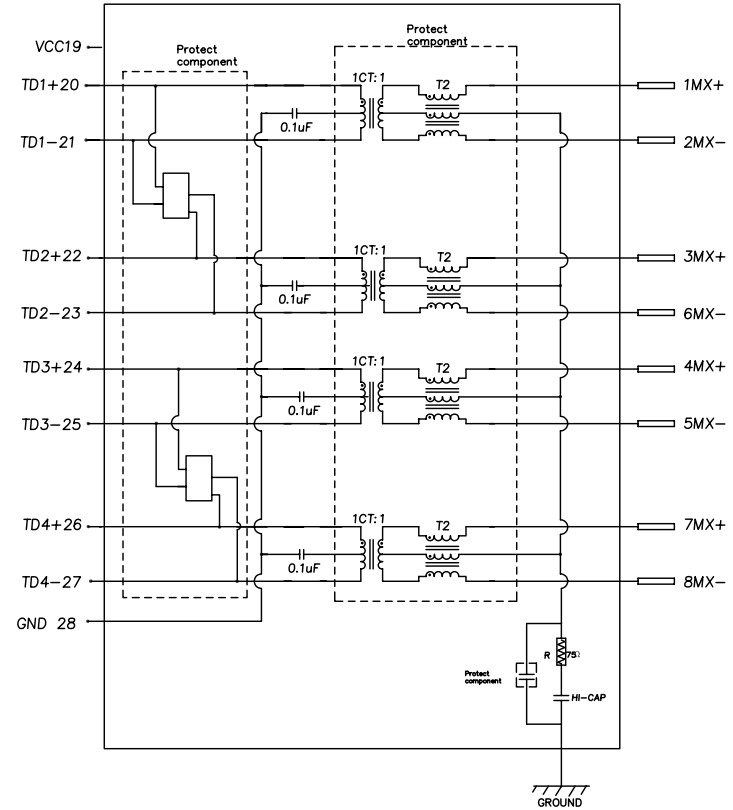 Protect
component
VCC19
Protect
component
TD1+20
1CT:1
T2
1MX+
0.1uF
TD1-21
2MX-
TD2+22
1CT:1
T2
3MX+
0.1uF
TD2-23
6MX-
TD3+24
1CT:1
T2
4MX+
0.1uF
TD3-25
5MX-
TD4+26
1CT:1
T2
7MX+
0.1uF
TD4-27
8MX-
GND 28
R
75Ω
Protect
component
HI-CAP
GROUND